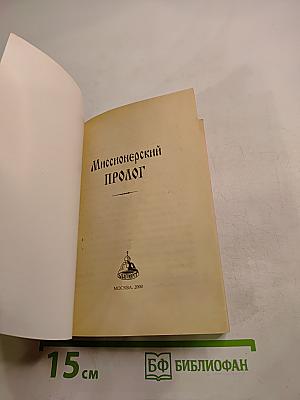 Миссионерский
ПРОЛОГ
МОСКВА, 2000
15 см
БФ БИБЛИОФАН